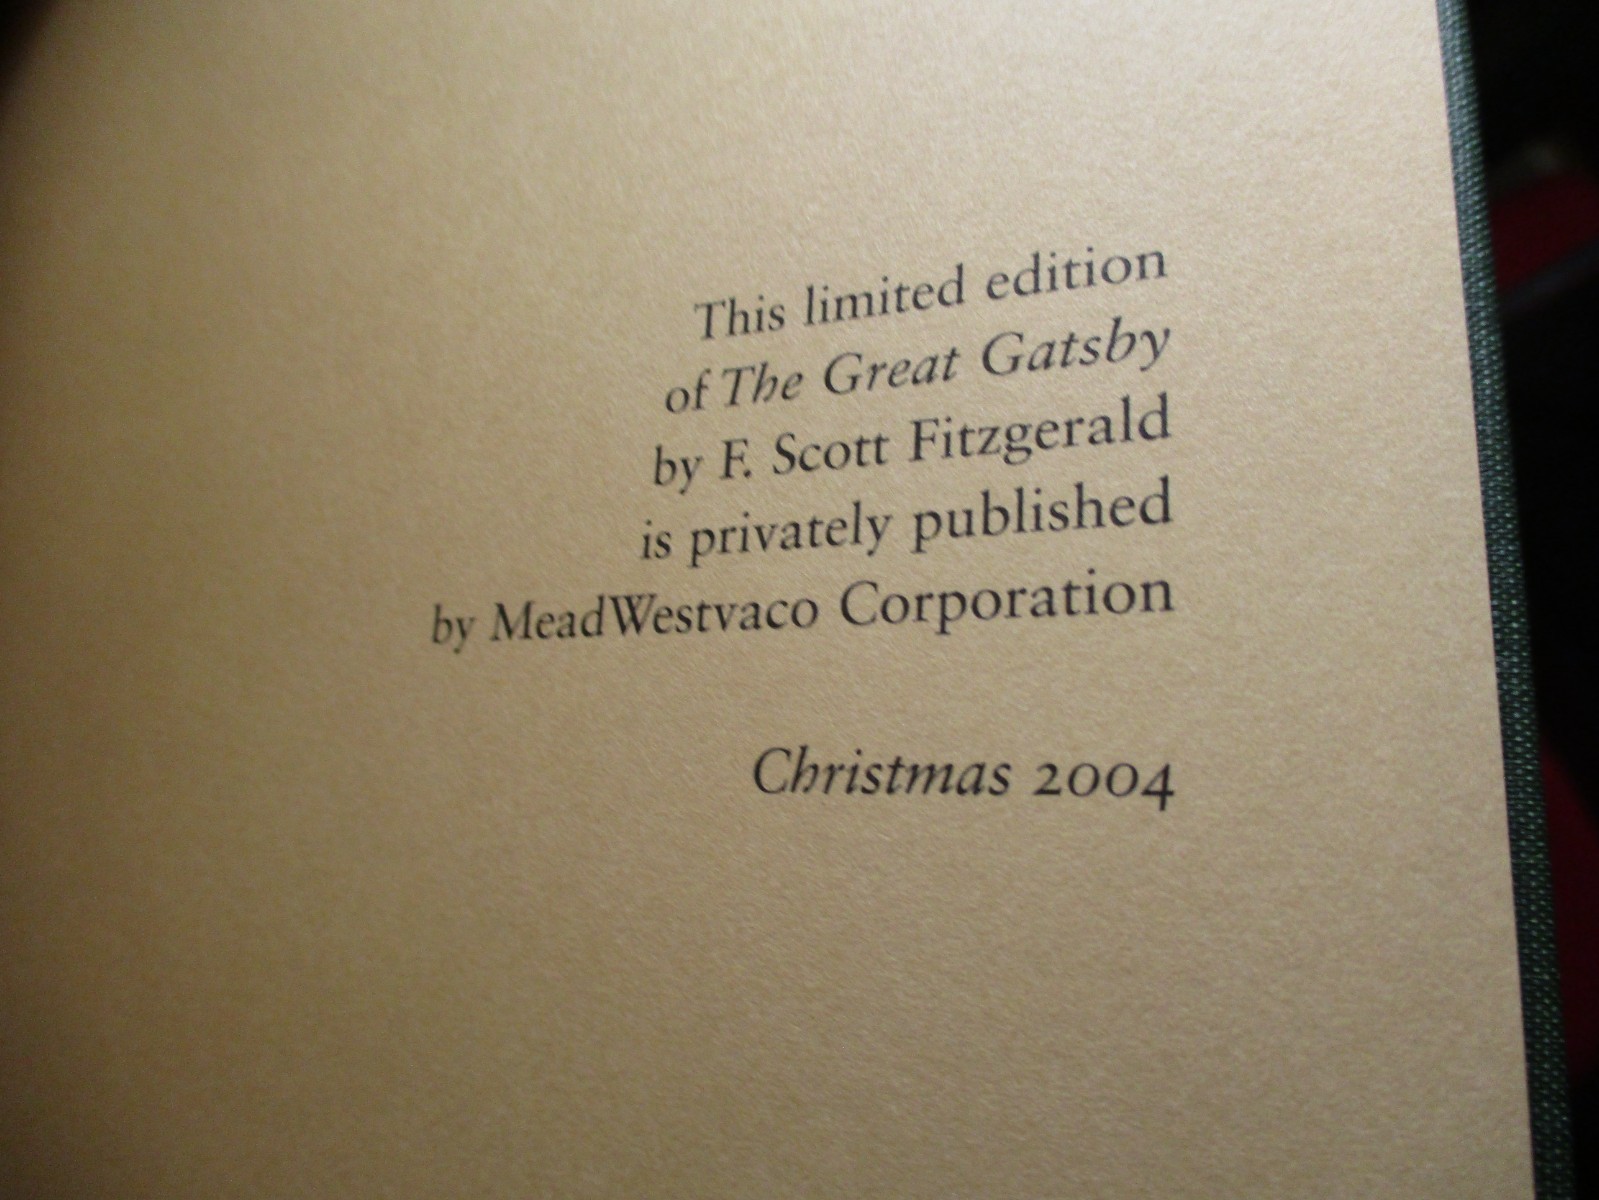 This limited edition
of The Great Gatsby
by F. Scott Fitzgerald
is privately published
by MeadWestvaco Corporation
Christmas 2004